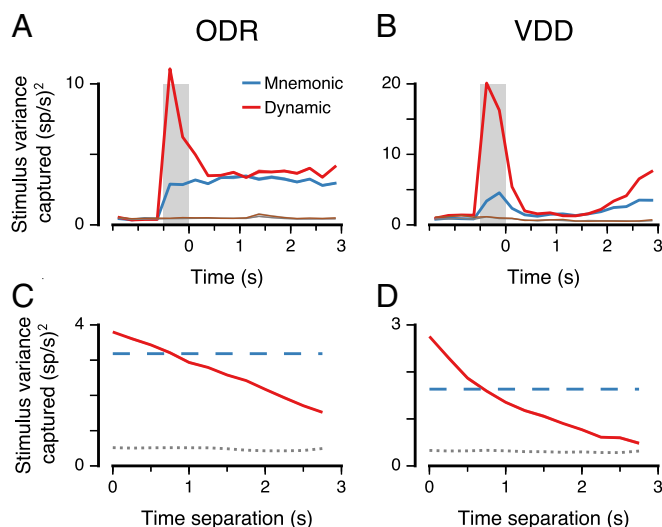 A
ODR
B
VDD
Stimulus variance
captured (sp/s)²
10
0
Mnemonic
Dynamic
0
1
2
3
Time (s)
20
10
0
0
1
2
3
Time (s)
C
Stimulus variance
captured (sp/s)²
4
0
0
1
2
3
Time separation (s)
D
3
0
0
1
2
3
Time separation (s)